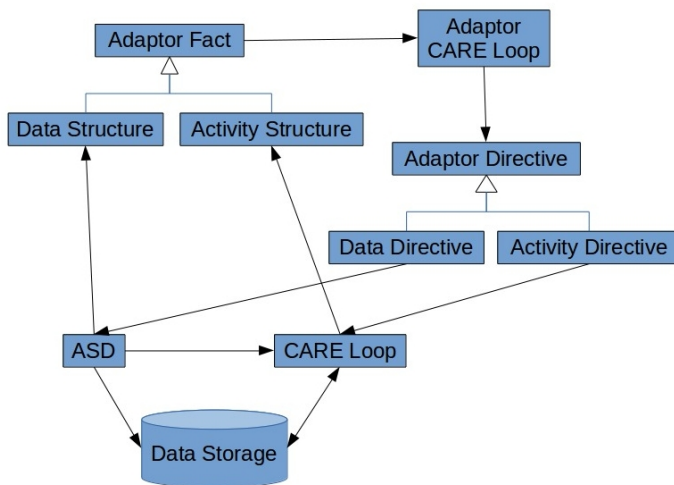 Adaptor Fact
Adaptor
CARE Loop
Data Structure
Activity Structure
Adaptor Directive
Data Directive
Activity Directive
ASD
CARE Loop
Data Storage